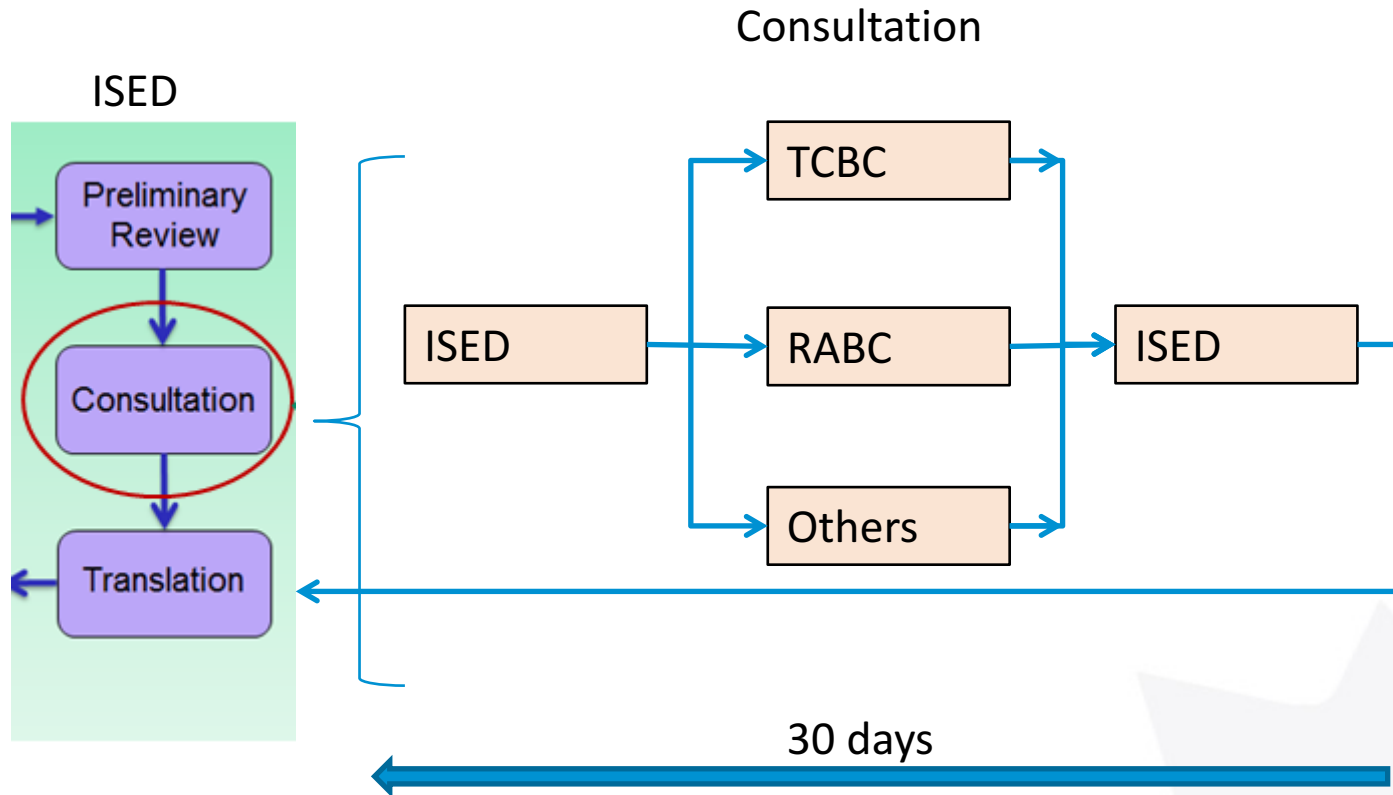 Consultation
ISED
Preliminary
Review
Consultation
Translation
ISED
TCBC
RABC
Others
ISED
30 days